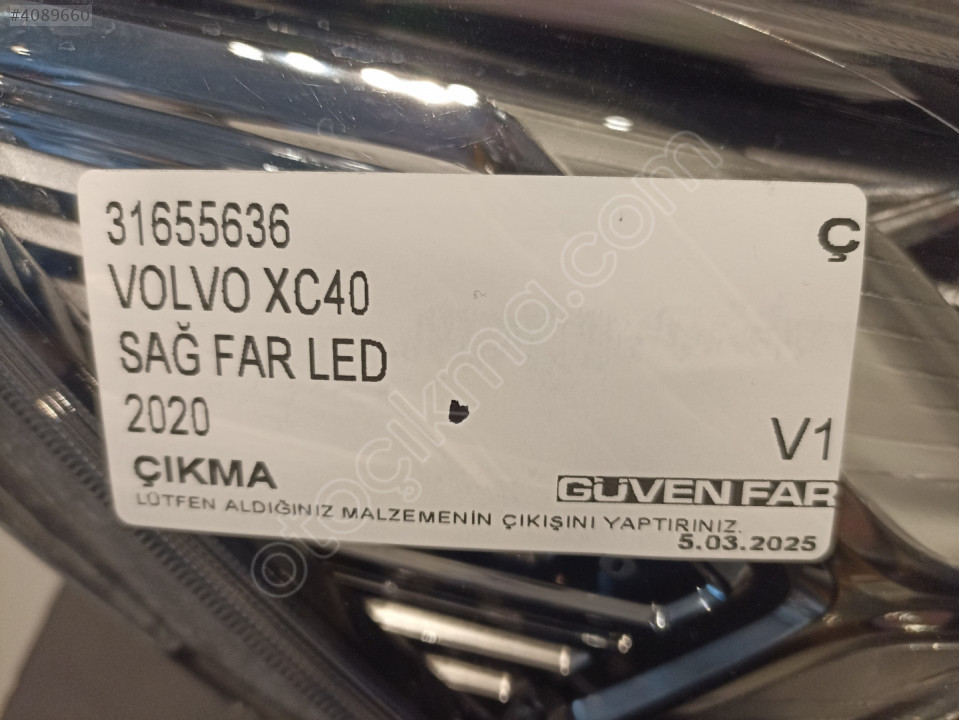 #4089660
31655636
Ç
VOLVO XC40
SAĞ FAR LED
2020
V1
ÇIKMA
GÜVEN FAR
LÜTFEN ALDIĞINIZ MALZEMENİN ÇIKIŞINI YAPTIRINIZ.
5.03.2025
otoçıkma.com